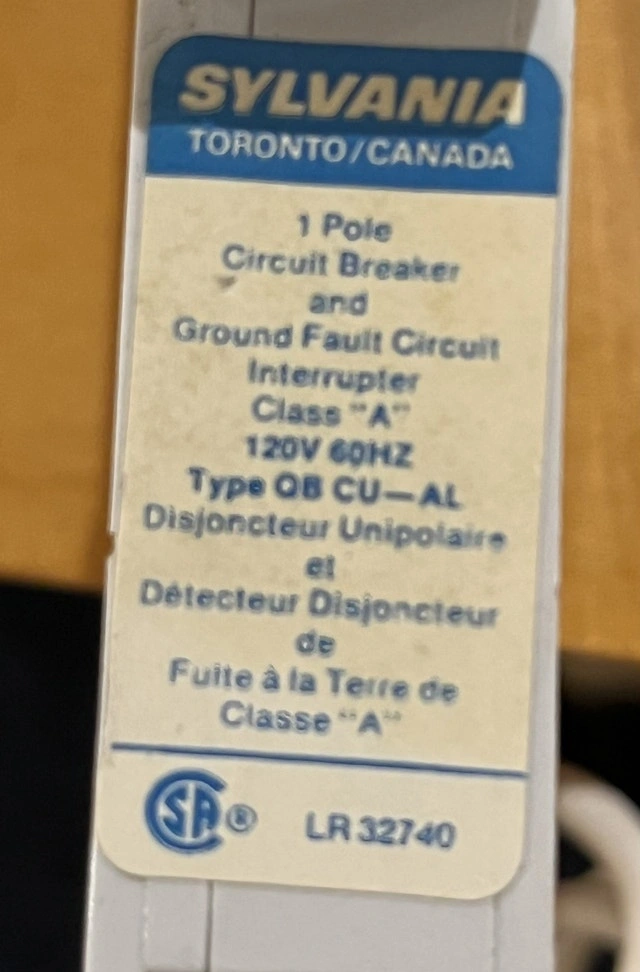 SYLVANIA
TORONTO/CANADA
1 Pole
Circuit Breaker
and
Ground Fault Circuit
Interrupter
Class "A"
120V 60HZ
Type QB CU—AL
Disjoncteur Unipolaire
et
Détecteur Disjoncteur
de
Fuite à la Terre de
Classe "A"
SA ® LR 32740